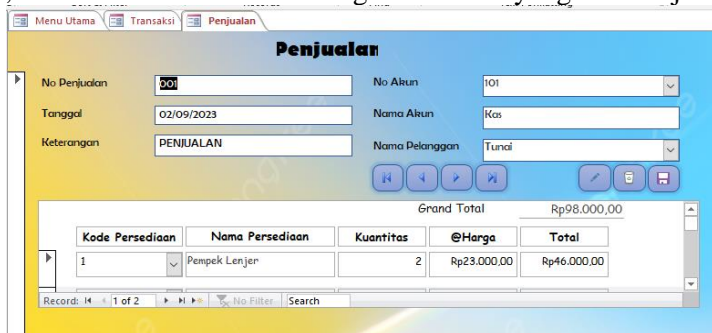 Menu Utama Transaksi Penjualan
Penjualan
No Penjualan 001 No Akun 101
Tanggal 02/09/2023 Nama Akun Kas
Keterangan PENJUALAN Nama Pelanggan Tunai
Grand Total Rp98.000,00
Kode Persediaan Nama Persediaan Kuantitas @Harga Total
1 Pempek Lenjer 2 Rp23.000,00 Rp46.000,00
Record: 1 of 2 No Filter Search